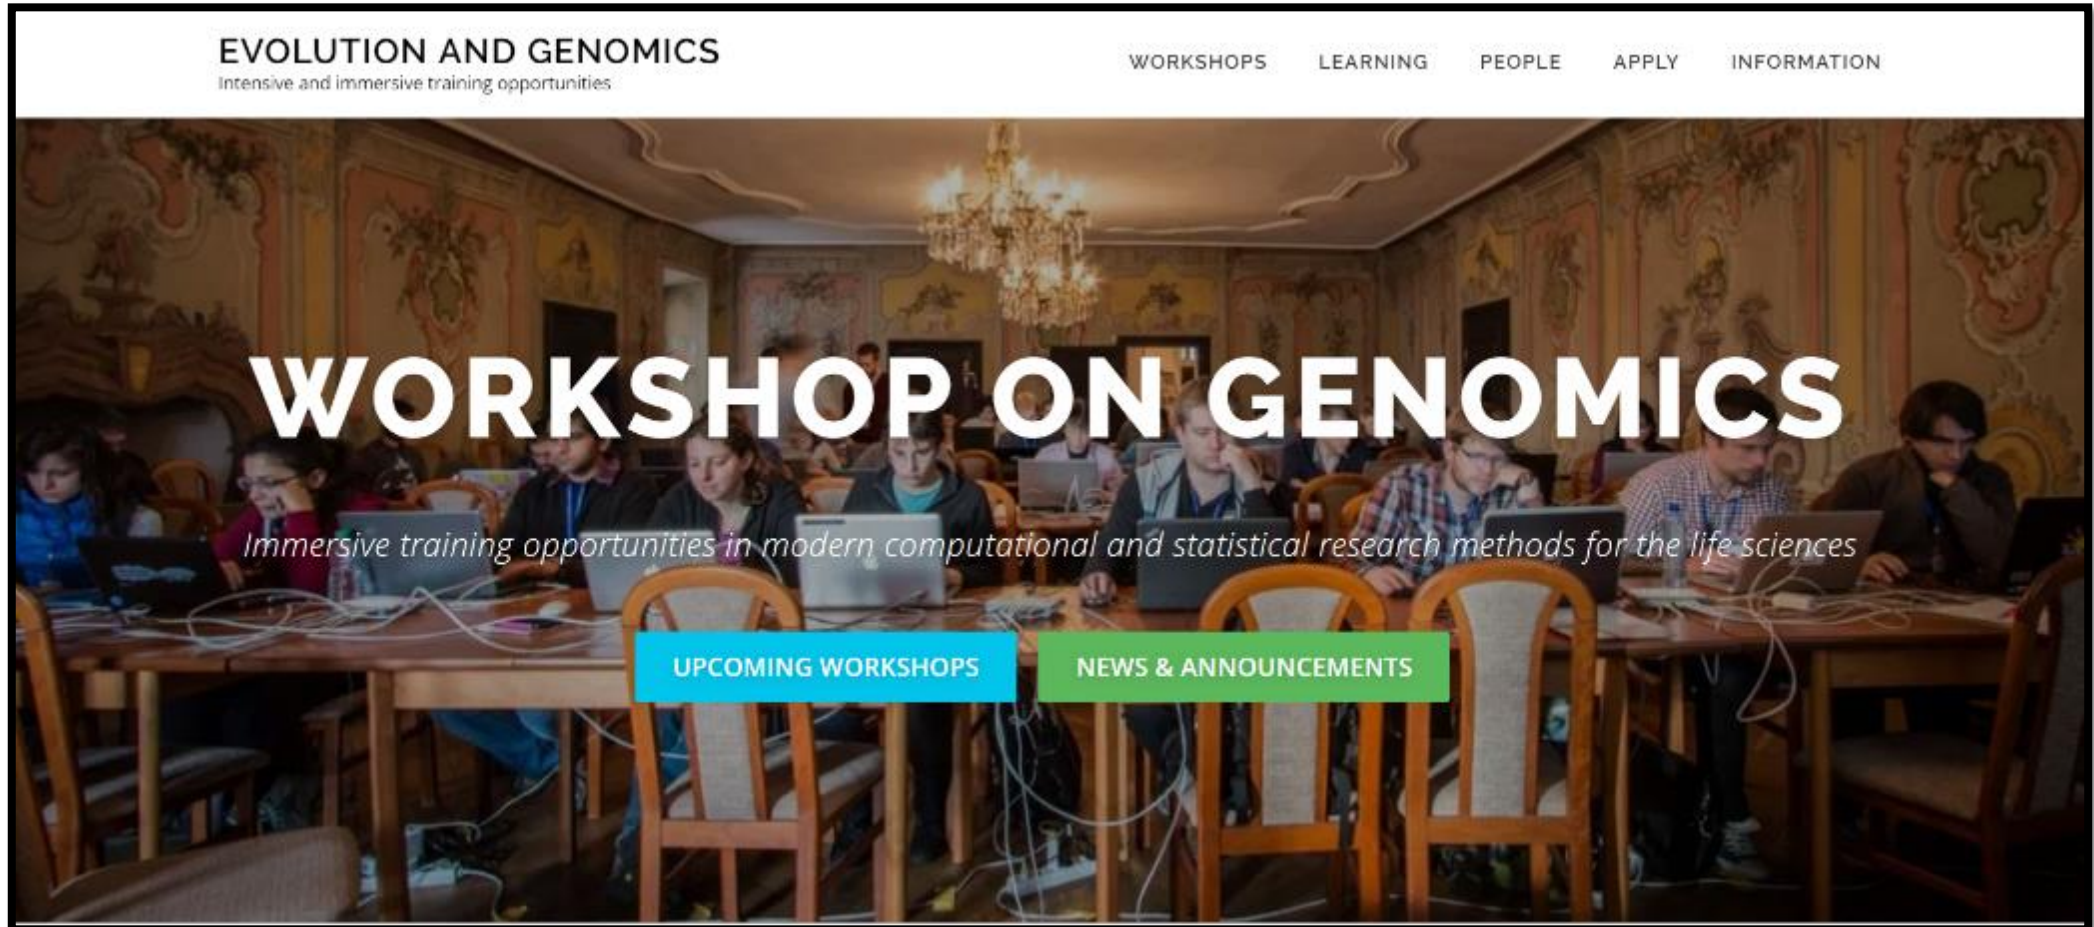 EVOLUTION AND GENOMICS
Intensive and immersive training opportunities
WORKSHOPS LEARNING PEOPLE APPLY INFORMATION
WORKSHOP ON GENOMICS
Immersive training opportunities in modern computational and statistical research methods for the life sciences
UPCOMING WORKSHOPS NEWS & ANNOUNCEMENTS